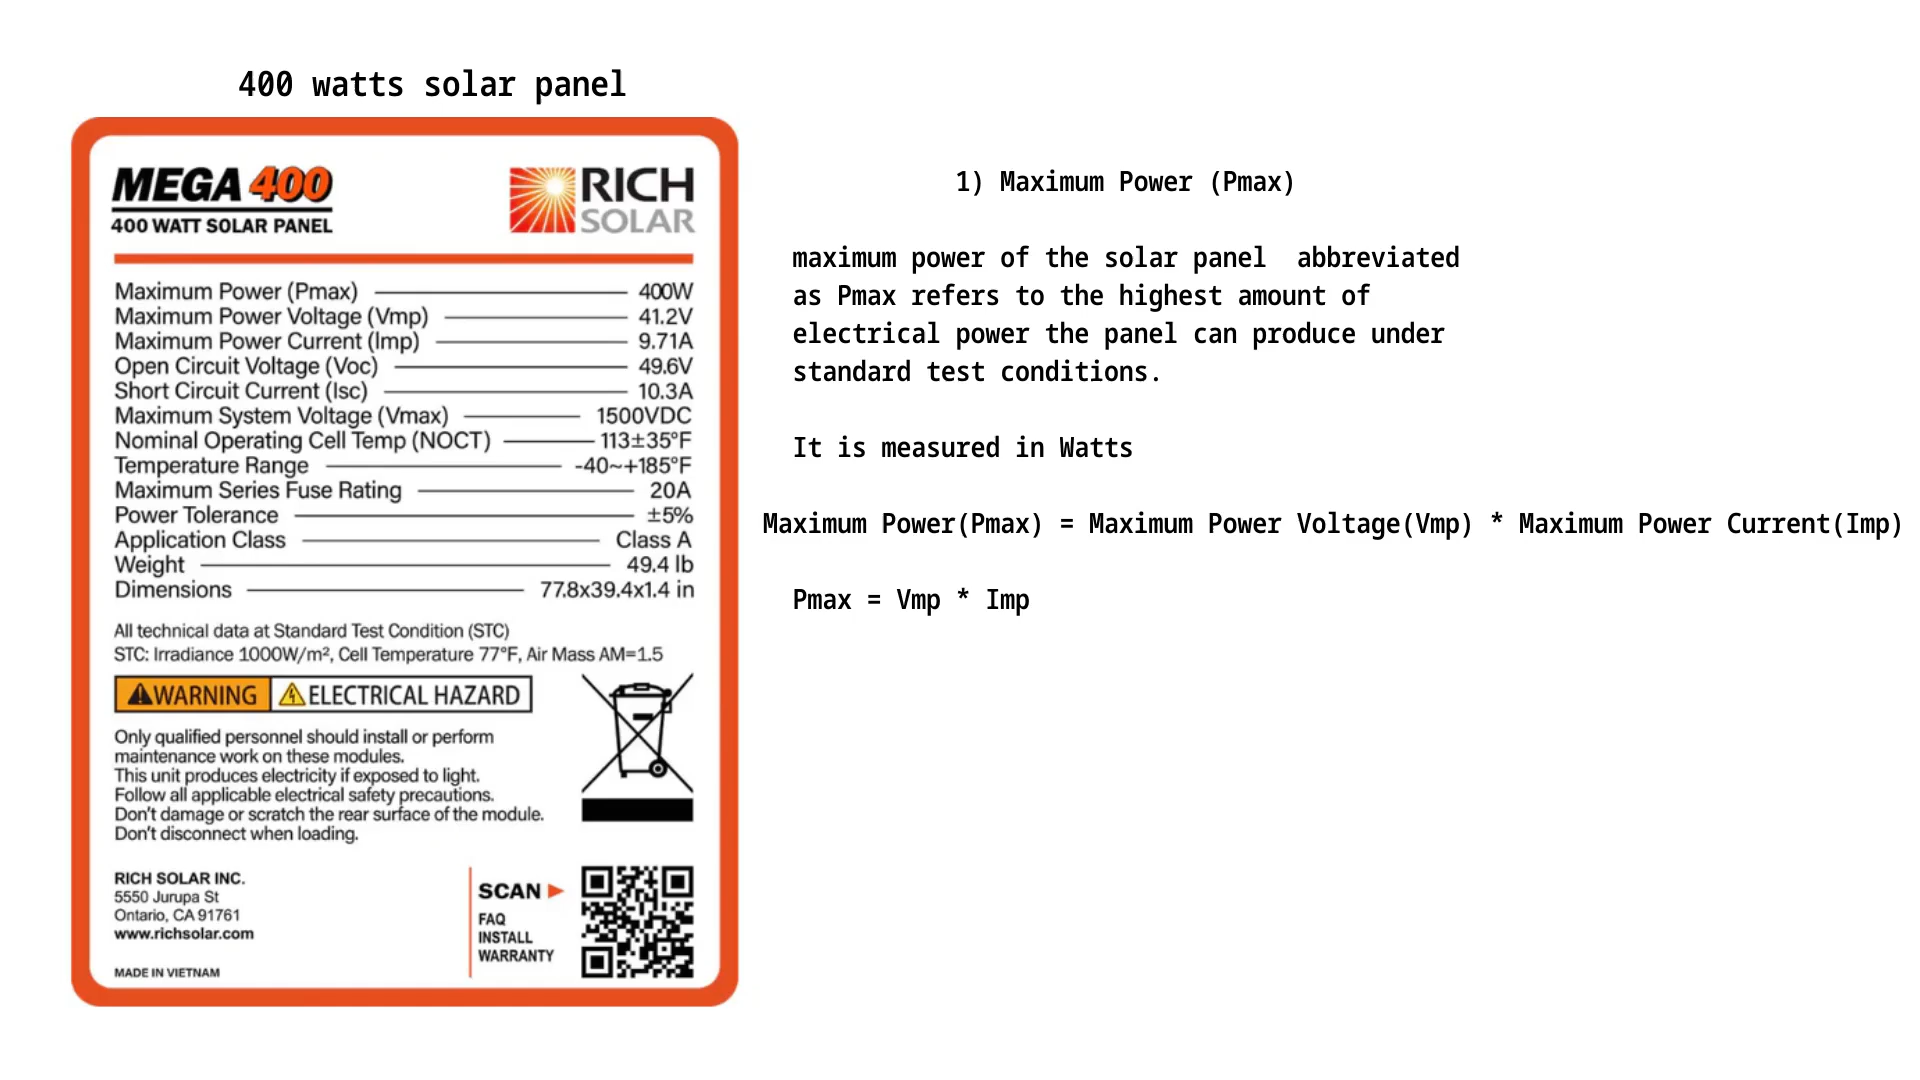 400 watts solar panel
MEGA 400
400 WATT SOLAR PANEL
RICH
SOLAR
Maximum Power (Pmax) 400W
Maximum Power Voltage (Vmp) 41.2V
Maximum Power Current (Imp) 9.71A
Open Circuit Voltage (Voc) 49.6V
Short Circuit Current (Isc) 10.3A
Maximum System Voltage (Vmax) 1500VDC
Nominal Operating Cell Temp (NOCT) 113±35°F
Temperature Range -40~+185°F
Maximum Series Fuse Rating 20A
Power Tolerance ±5%
Application Class Class A
Weight 49.4 lb
Dimensions 77.8x39.4x1.4 in
All technical data at Standard Test Condition (STC)
STC: Irradiance 1000W/m², Cell Temperature 77°F, Air Mass AM=1.5
WARNING ELECTRICAL HAZARD
Only qualified personnel should install or perform
maintenance work on these modules.
This unit produces electricity if exposed to light.
Follow all applicable electrical safety precautions.
Don't damage or scratch the rear surface of the module.
Don't disconnect when loading.
RICH SOLAR INC.
5550 Jurupa St
Ontario, CA 91761
www.richsolar.com
MADE IN VIETNAM
SCAN
FAQ
INSTALL
WARRANTY
1) Maximum Power (Pmax)
maximum power of the solar panel  abbreviated
as Pmax refers to the highest amount of
electrical power the panel can produce under
standard test conditions.
It is measured in Watts
Maximum Power(Pmax) = Maximum Power Voltage(Vmp) * Maximum Power Current(Imp)
Pmax = Vmp * Imp